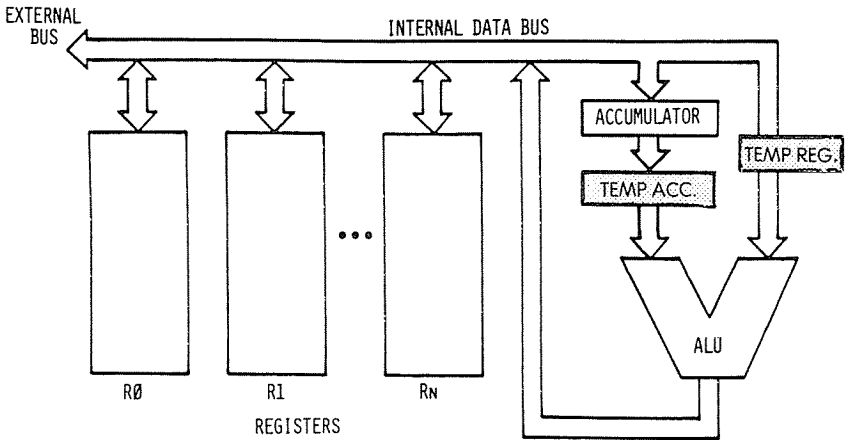 EXTERNAL
BUS
INTERNAL DATA BUS
ACCUMULATOR
TEMP REG.
TEMP ACC.
ALU
RØ
R1
RN
REGISTERS